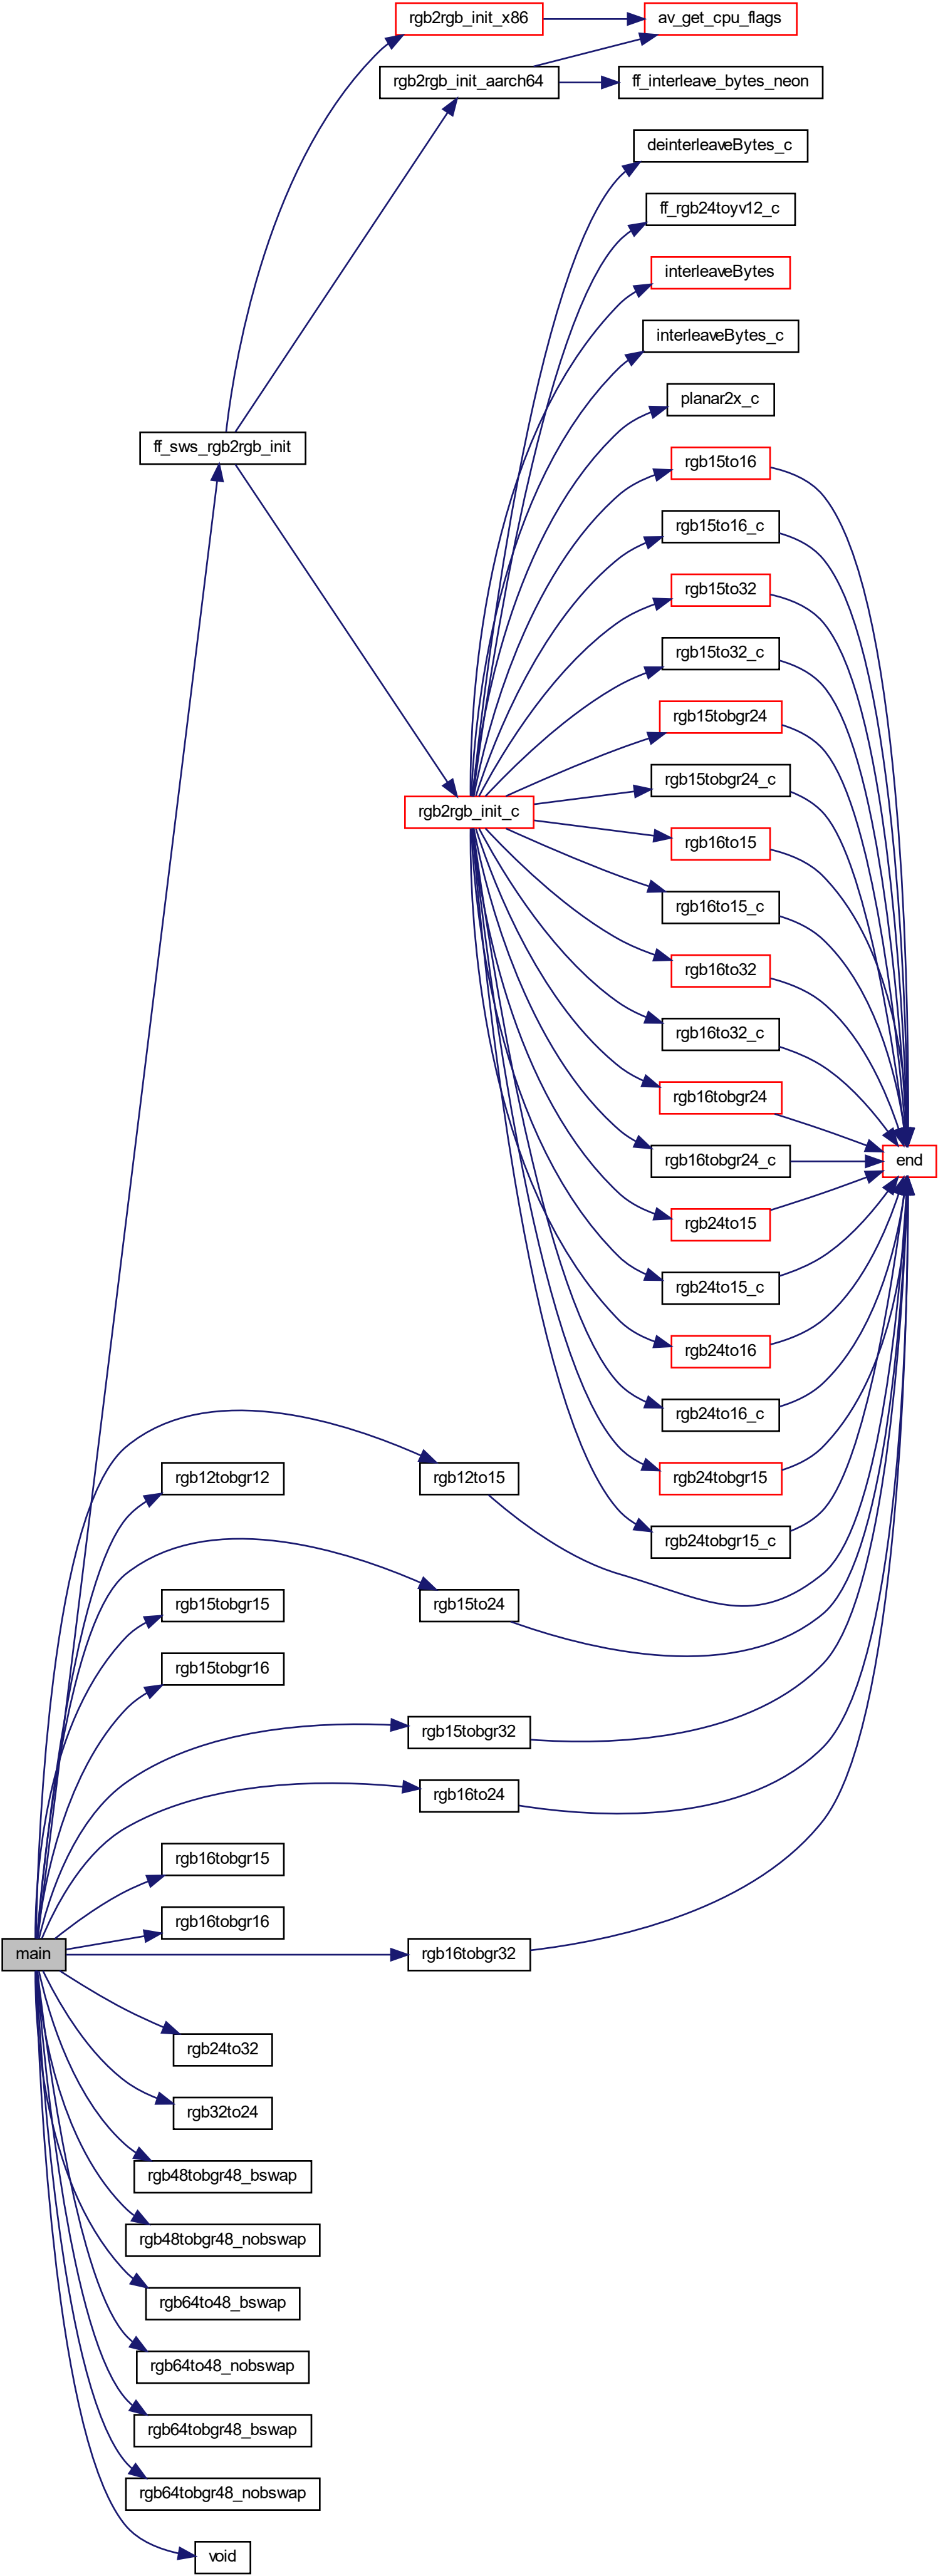 rgb2rgb_init_x86
av_get_cpu_flags
rgb2rgb_init_aarch64
ff_interleave_bytes_neon
deinterleaveBytes_c
ff_rgb24toyv12_c
interleaveBytes
interleaveBytes_c
planar2x_c
ff_sws_rgb2rgb_init
rgb15to16
rgb15to16_c
rgb15to32
rgb15to32_c
rgb15tobgr24
rgb15tobgr24_c
rgb2rgb_init_c
rgb16to15
rgb16to15_c
rgb16to32
rgb16to32_c
rgb16tobgr24
rgb16tobgr24_c
end
rgb24to15
rgb24to15_c
rgb24to16
rgb24to16_c
rgb24tobgr15
rgb24tobgr15_c
rgb12to15
rgb12tobgr12
rgb15to24
rgb15tobgr15
rgb15tobgr16
rgb15tobgr32
rgb16to24
rgb16tobgr15
rgb16tobgr16
main
rgb16tobgr32
rgb24to32
rgb32to24
rgb48tobgr48_bswap
rgb48tobgr48_nobswap
rgb64to48_bswap
rgb64to48_nobswap
rgb64tobgr48_bswap
rgb64tobgr48_nobswap
void